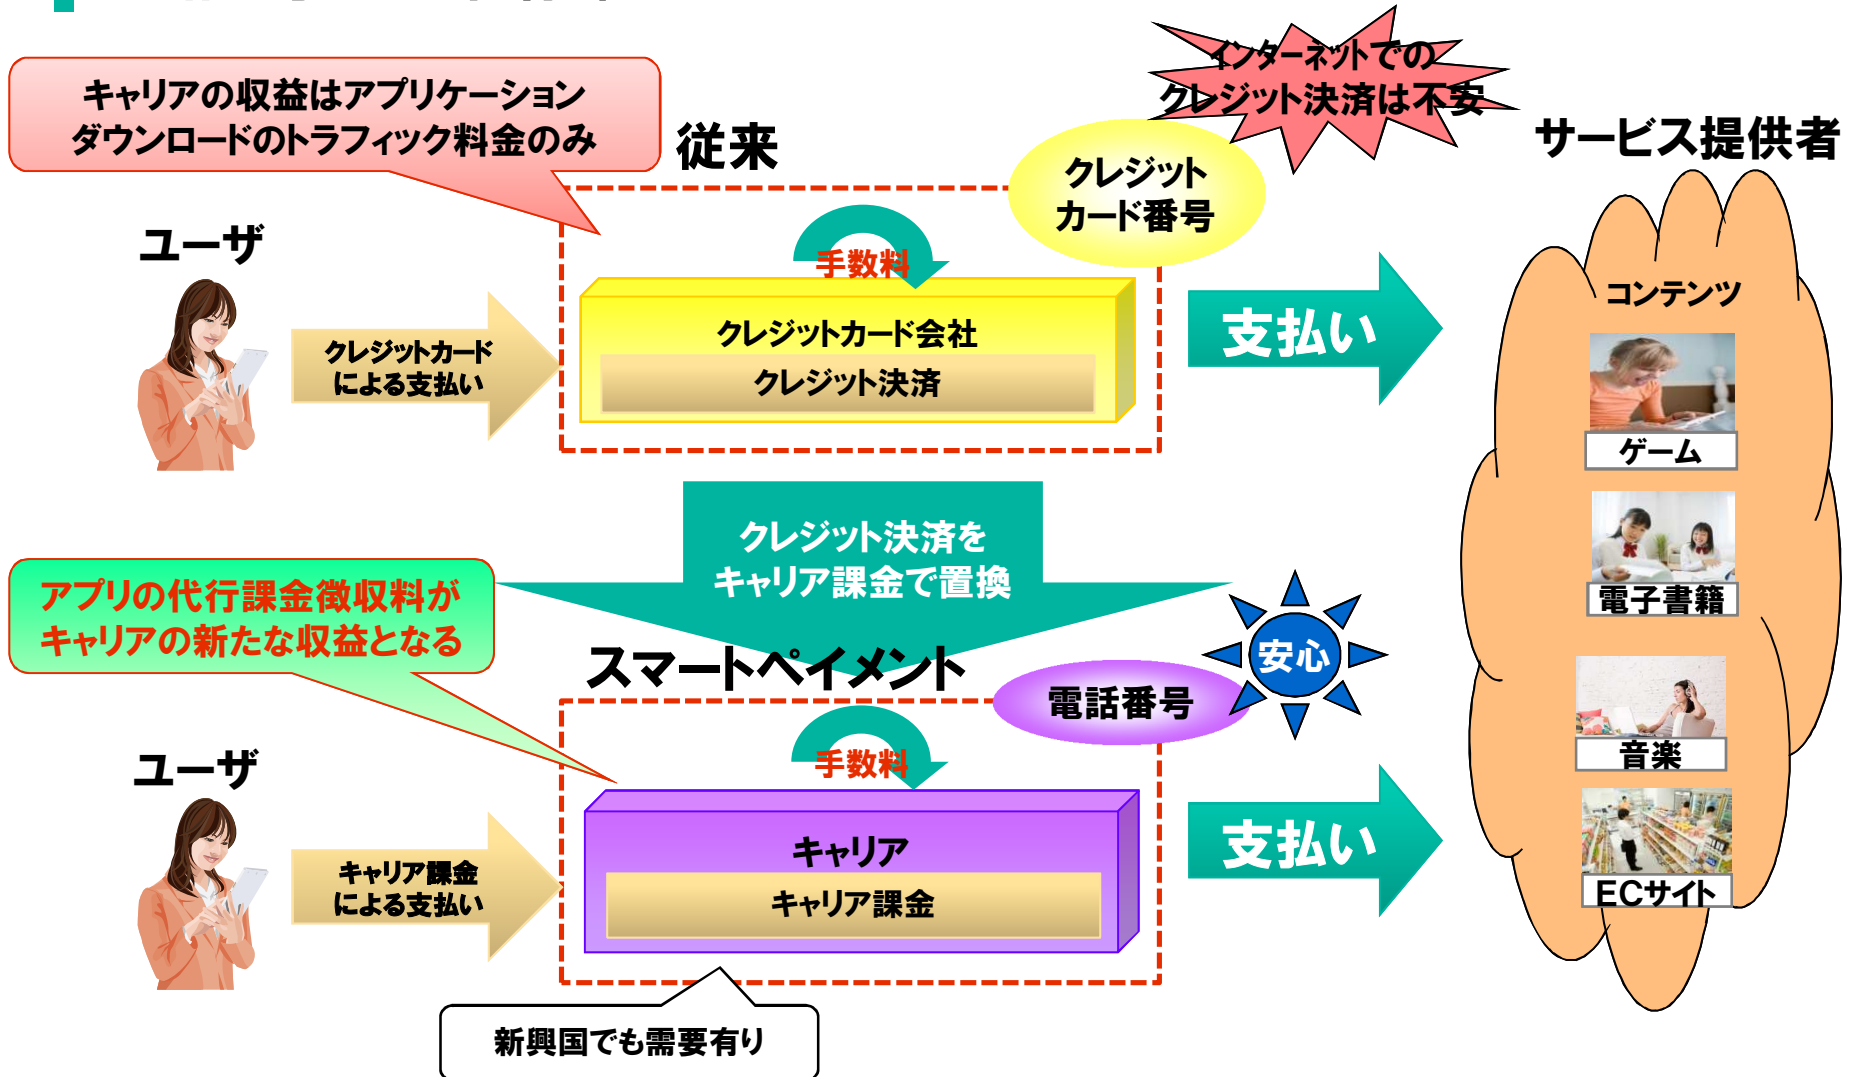 キャリアの収益はアプリケーション
ダウンロードのトラフィック料金のみ
従来
インターネットでの
クレジット決済は不安
クレジット
カード番号
サービス提供者
ユーザ
手数料
クレジットカード
による支払い
クレジットカード会社
クレジット決済
支払い
コンテンツ
ゲーム
電子書籍
音楽
ECサイト
クレジット決済を
キャリア課金で置換
アプリの代行課金徴収料が
キャリアの新たな収益となる
スマートペイメント
電話番号
安心
ユーザ
手数料
キャリア課金
による支払い
キャリア
キャリア課金
支払い
新興国でも需要有り